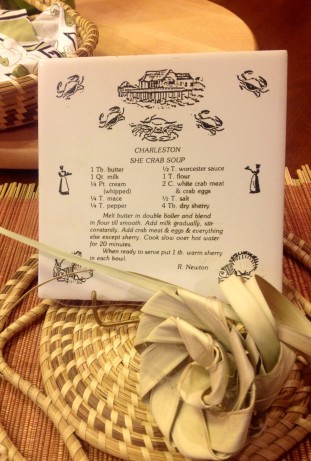 CHARLESTON
SHE CRAB SOUP
1 Tb. butter ½ T. worcester sauce
1 Qt. milk 1 T. flour
¼ Pt. cream 2 C. white crab meat
(whipped) & crab eggs
¼ T. mace ½ T. salt
¼ T. pepper 4 Tb. dry sherry
Melt butter in double boiler and blend
in flour till smooth. Add milk gradually, stir
constantly. Add crab meat & eggs & everything
else except sherry. Cook slow over hot water
for 20 minutes.
When ready to serve put 1 tb. warm sherry
in each bowl.
R. Newton